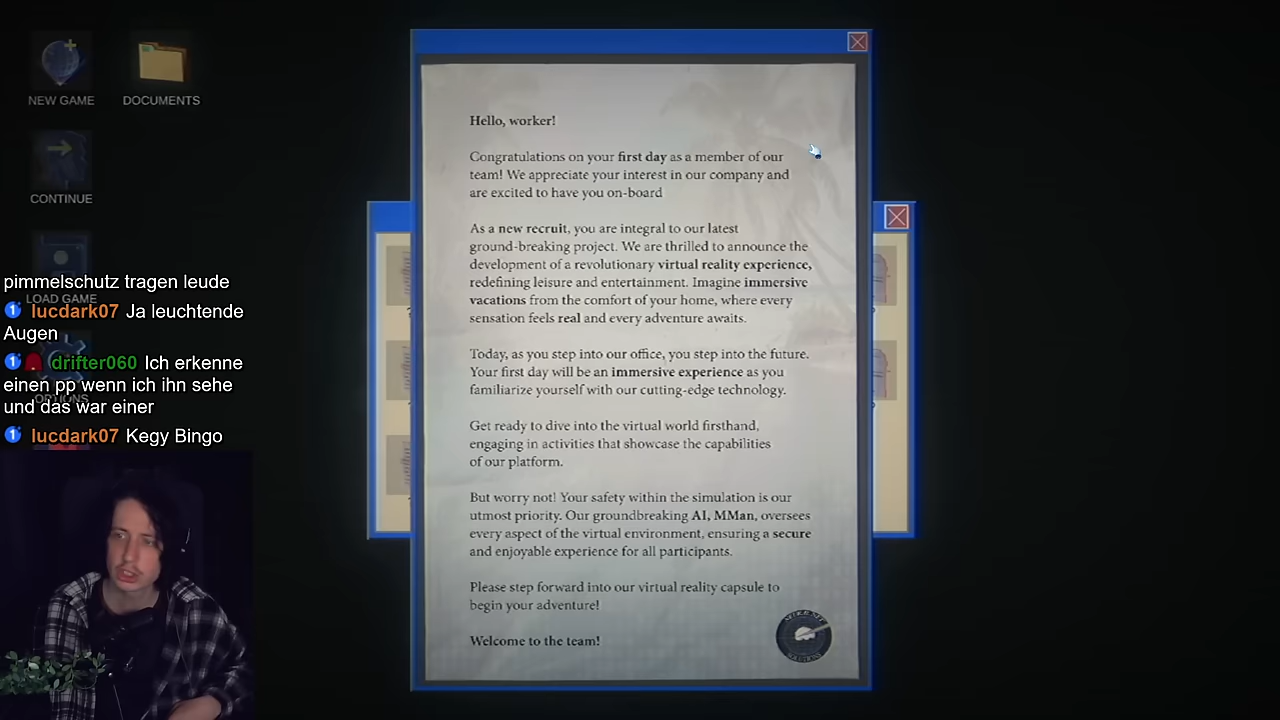 NEW GAME
DOCUMENTS
CONTINUE
LOAD GAME
OPTIONS
pimmelschutz tragen leude
lucdark07 Ja leuchtende
Augen
drifter060 Ich erkenne
einen pp wenn ich ihn sehe
und das war einer
lucdark07 Kegy Bingo
Hello, worker!
Congratulations on your first day as a member of our
team! We appreciate your interest in our company and
are excited to have you on-board
As a new recruit, you are integral to our latest
ground-breaking project. We are thrilled to announce the
development of a revolutionary virtual reality experience,
redefining leisure and entertainment. Imagine immersive
vacations from the comfort of your home, where every
sensation feels real and every adventure awaits.
Today, as you step into our office, you step into the future.
Your first day will be an immersive experience as you
familiarize yourself with our cutting-edge technology.
Get ready to dive into the virtual world firsthand,
engaging in activities that showcase the capabilities
of our platform.
But worry not! Your safety within the simulation is our
utmost priority. Our groundbreaking AI, MMan, oversees
every aspect of the virtual environment, ensuring a secure
and enjoyable experience for all participants.
Please step forward into our virtual reality capsule to
begin your adventure!
Welcome to the team!
SOLUTIONS